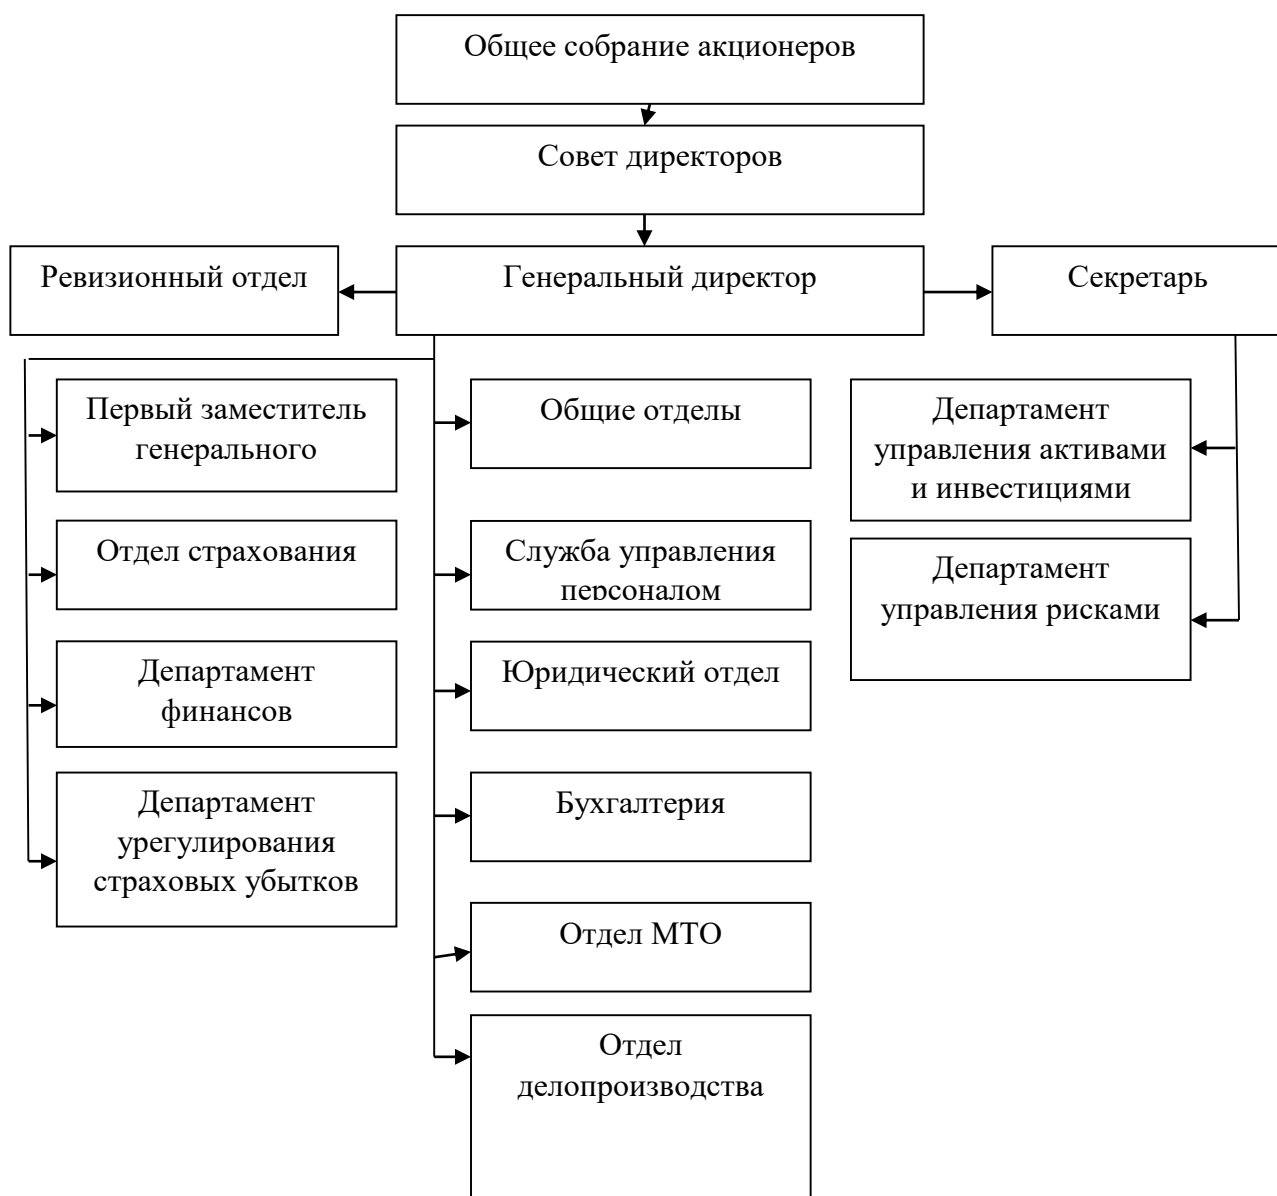 Общее собрание акционеров
Совет директоров
Ревизионный отдел
Генеральный директор
Секретарь
Первый заместитель
генерального
Общие отделы
Департамент
управления активами
и инвестициями
Отдел страхования
Служба управления
персоналом
Департамент
управления рисками
Департамент
финансов
Юридический отдел
Департамент
урегулирования
страховых убытков
Бухгалтерия
Отдел МТО
Отдел
делопроизводства